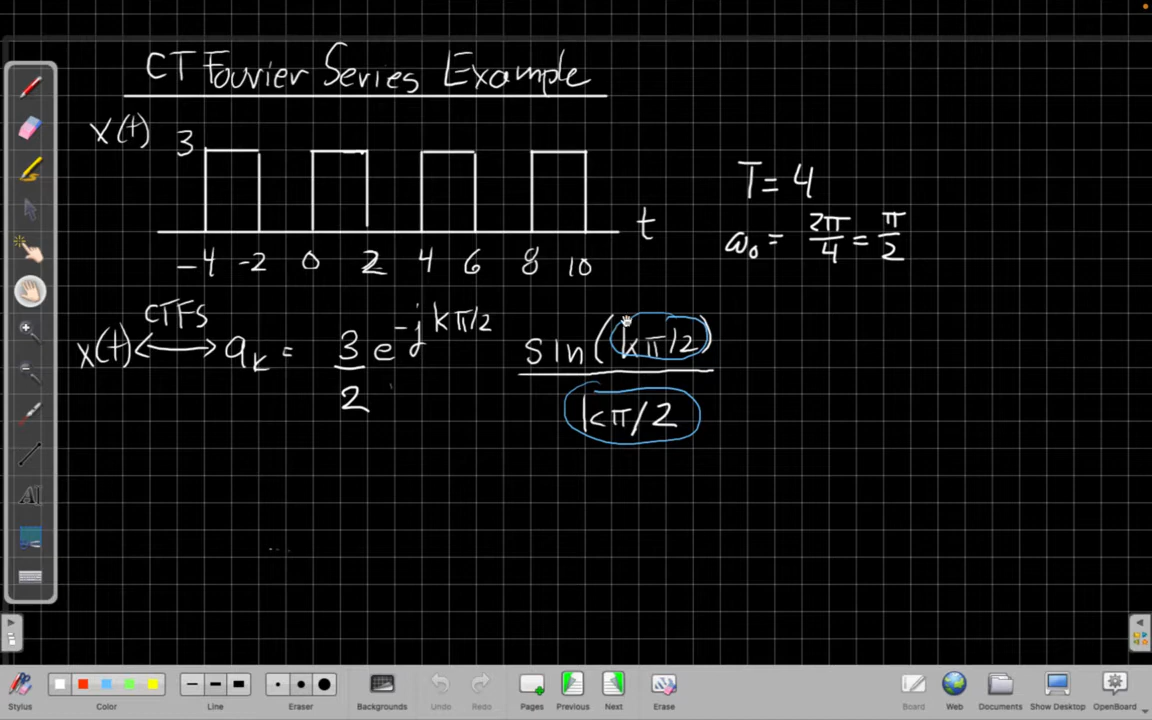 CT Fourier Series Example
x(t) 3
t
-4 -2 0 2 4 6 8 10
T = 4
ω₀ = 2π/4 = π/2
CTFS
x(t) ↔ aₖ = 3/2 e^(-jkπ/2) sin(kπ/2) / kπ/2
Stylus Color Line Eraser Backgrounds Undo Redo Pages Previous Next Erase Board Web Documents Show Desktop OpenBoard